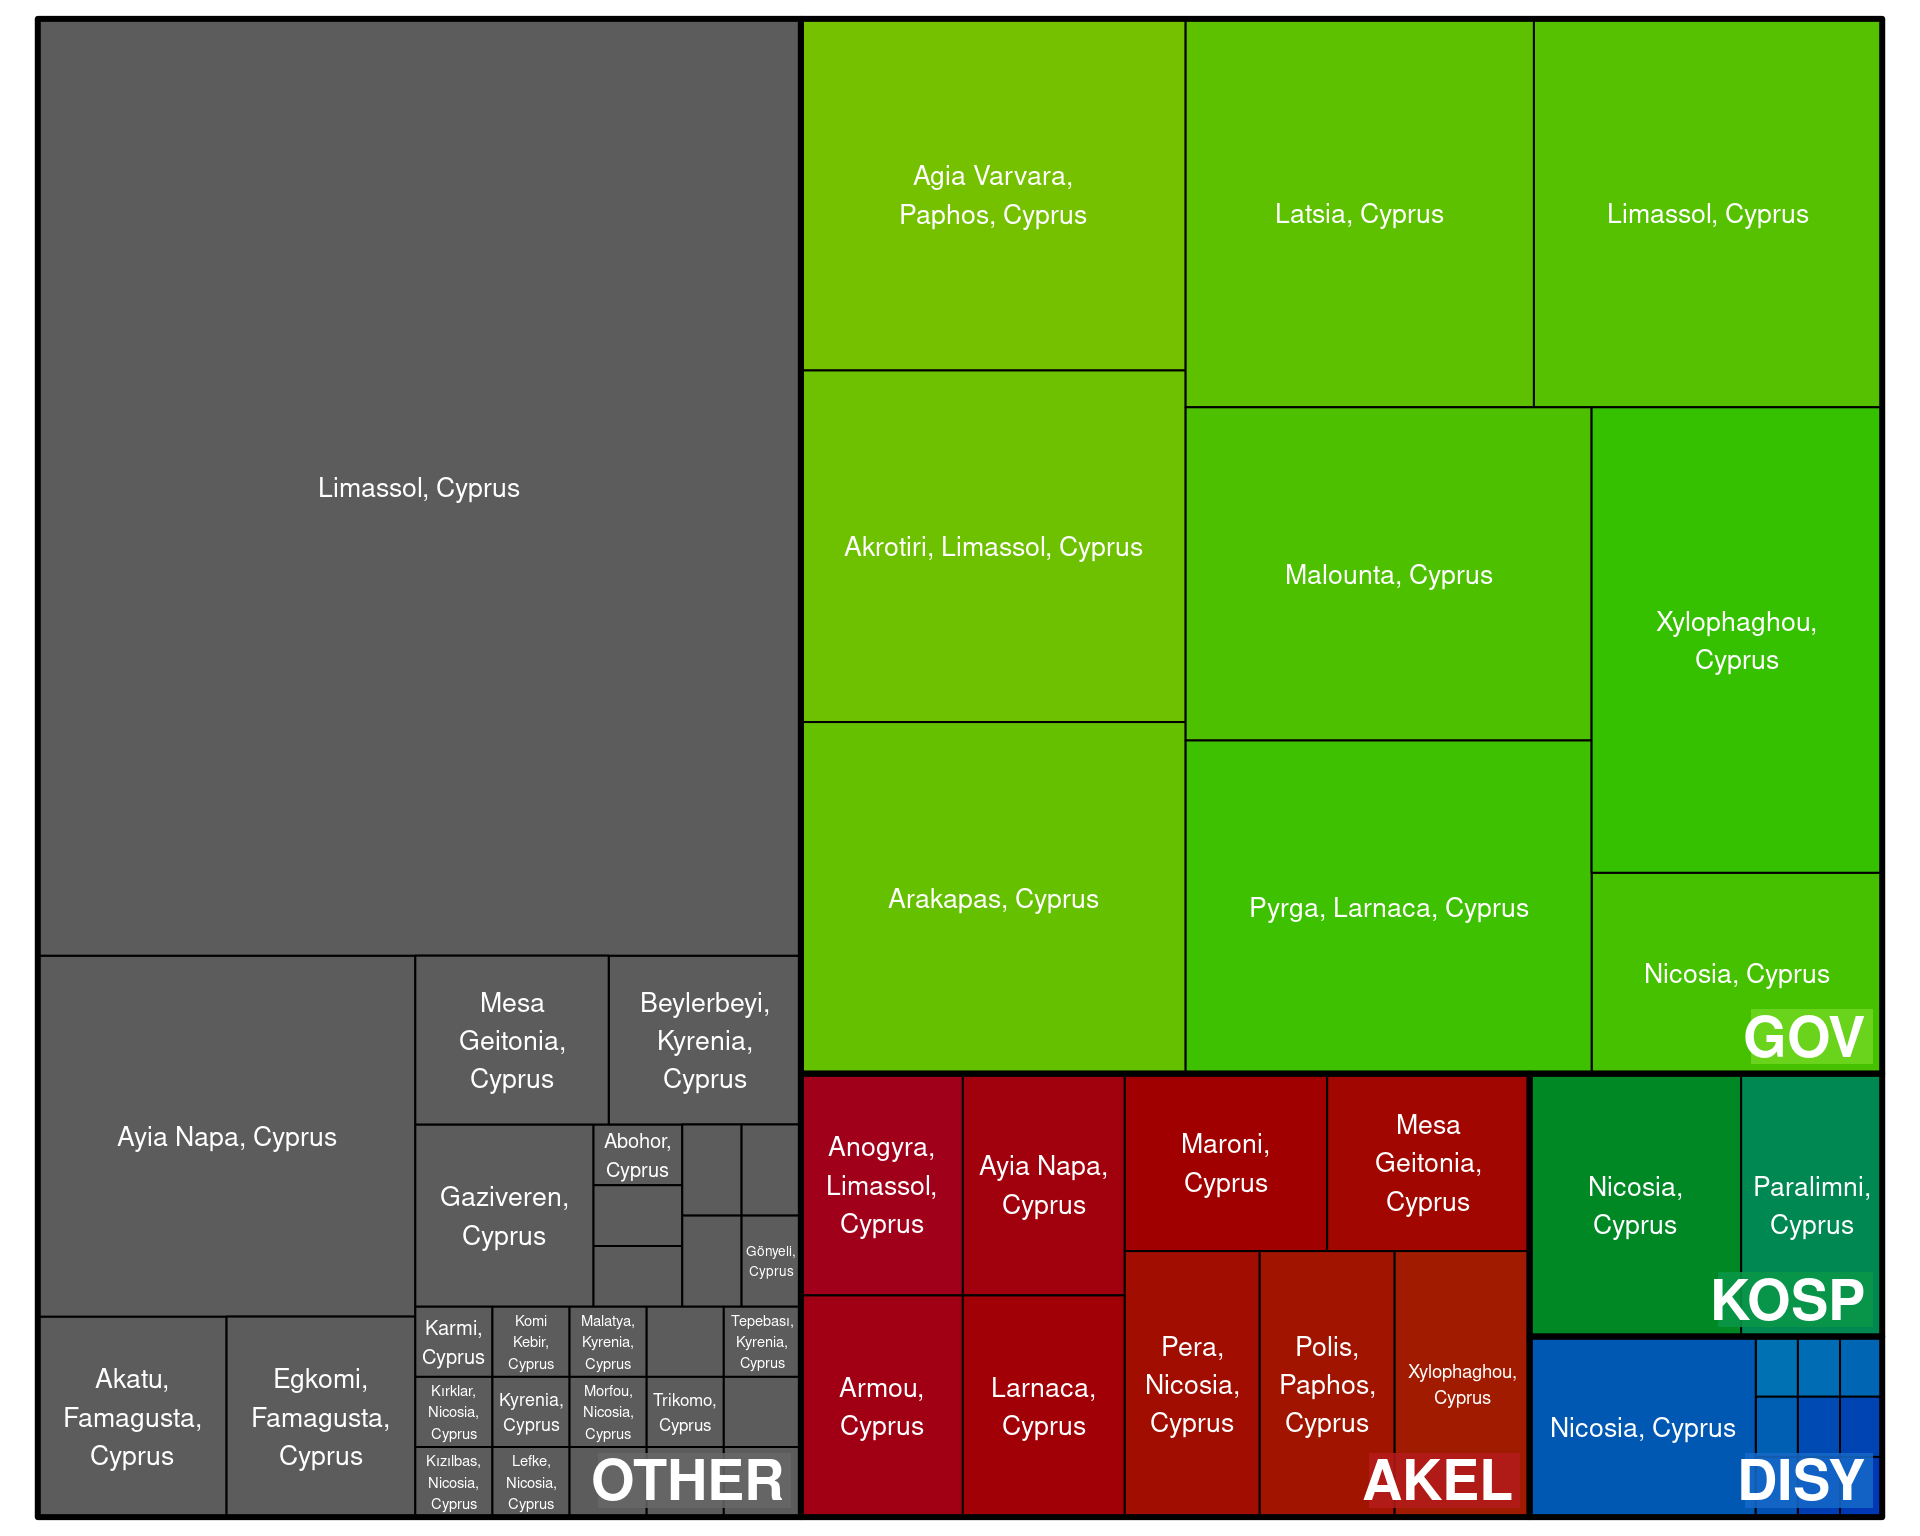 Limassol, Cyprus
Ayia Napa, Cyprus
Mesa
Geitonia,
Cyprus
Beylerbeyi,
Kyrenia,
Cyprus
Gaziveren,
Cyprus
Abohor,
Cyprus
Gönyeli,
Cyprus
Akatu,
Famagusta,
Cyprus
Egkomi,
Famagusta,
Cyprus
Karmi,
Cyprus
Komi
Kebir,
Cyprus
Malatya,
Kyrenia,
Cyprus
Tepebası,
Kyrenia,
Cyprus
Kırklar,
Nicosia,
Cyprus
Kyrenia,
Cyprus
Morfou,
Nicosia,
Cyprus
Trikomo,
Cyprus
Kızılbas,
Nicosia,
Cyprus
Lefke,
Nicosia,
Cyprus
OTHER
Agia Varvara,
Paphos, Cyprus
Latsia, Cyprus
Limassol, Cyprus
Akrotiri, Limassol, Cyprus
Malounta, Cyprus
Xylophaghou,
Cyprus
Arakapas, Cyprus
Pyrga, Larnaca, Cyprus
Nicosia, Cyprus
GOV
Anogyra,
Limassol,
Cyprus
Ayia Napa,
Cyprus
Maroni,
Cyprus
Mesa
Geitonia,
Cyprus
Armou,
Cyprus
Larnaca,
Cyprus
Pera,
Nicosia,
Cyprus
Polis,
Paphos,
Cyprus
Xylophaghou,
Cyprus
AKEL
Nicosia,
Cyprus
Paralimni,
Cyprus
KOSP
Nicosia, Cyprus
DISY